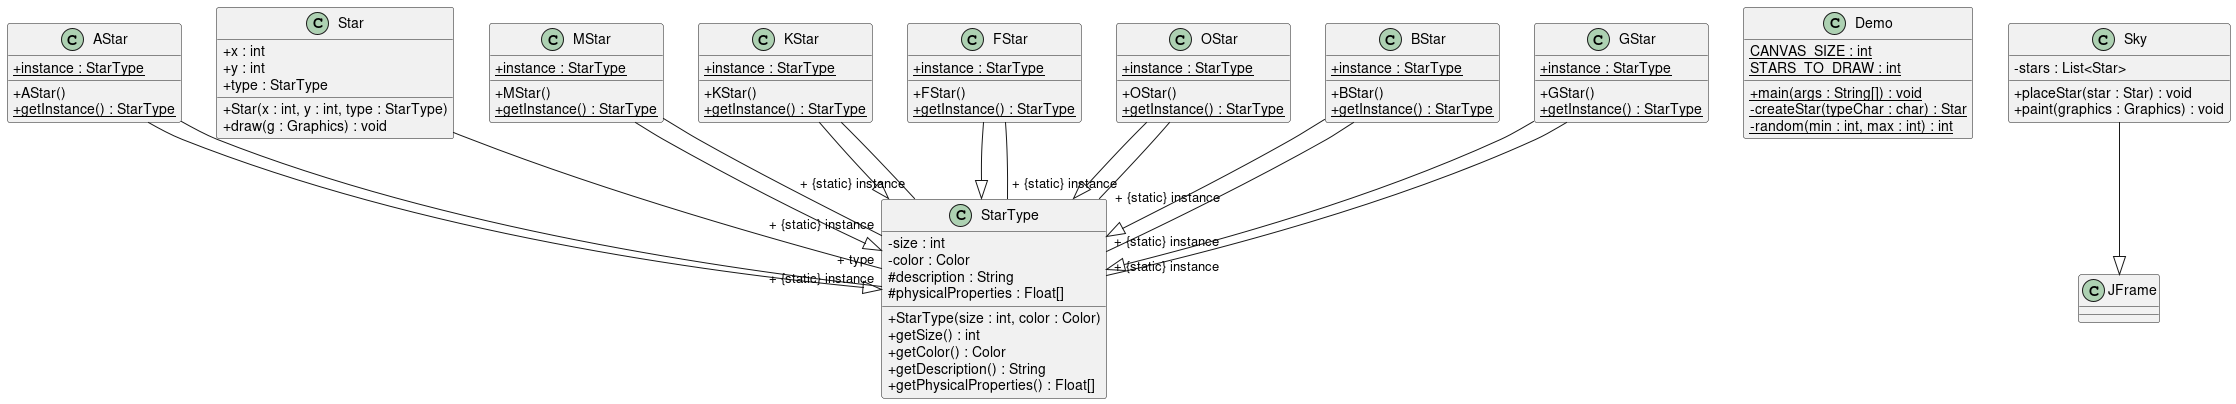 C AStar
+instance : StarType
+AStar()
+getInstance() : StarType
C Star
+x : int
+y : int
+type : StarType
+Star(x : int, y : int, type : StarType)
+draw(g : Graphics) : void
C MStar
+instance : StarType
+MStar()
+getInstance() : StarType
C KStar
+instance : StarType
+KStar()
+getInstance() : StarType
C FStar
+instance : StarType
+FStar()
+getInstance() : StarType
C OStar
+instance : StarType
+OStar()
+getInstance() : StarType
C BStar
+instance : StarType
+BStar()
+getInstance() : StarType
C GStar
+instance : StarType
+GStar()
+getInstance() : StarType
C Demo
CANVAS_SIZE : int
STARS_TO_DRAW : int
+main(args : String[]) : void
-createStar(typeChar : char) : Star
-random(min : int, max : int) : int
C Sky
-stars : List<Star>
+placeStar(star : Star) : void
+paint(graphics : Graphics) : void
+ {static} instance
+ {static} instance
+ {static} instance
+ {static} instance
+ {static} instance
+ type
+ {static} instance
+ {static} instance
C StarType
-size : int
-color : Color
#description : String
#physicalProperties : Float[]
+StarType(size : int, color : Color)
+getSize() : int
+getColor() : Color
+getDescription() : String
+getPhysicalProperties() : Float[]
C JFrame